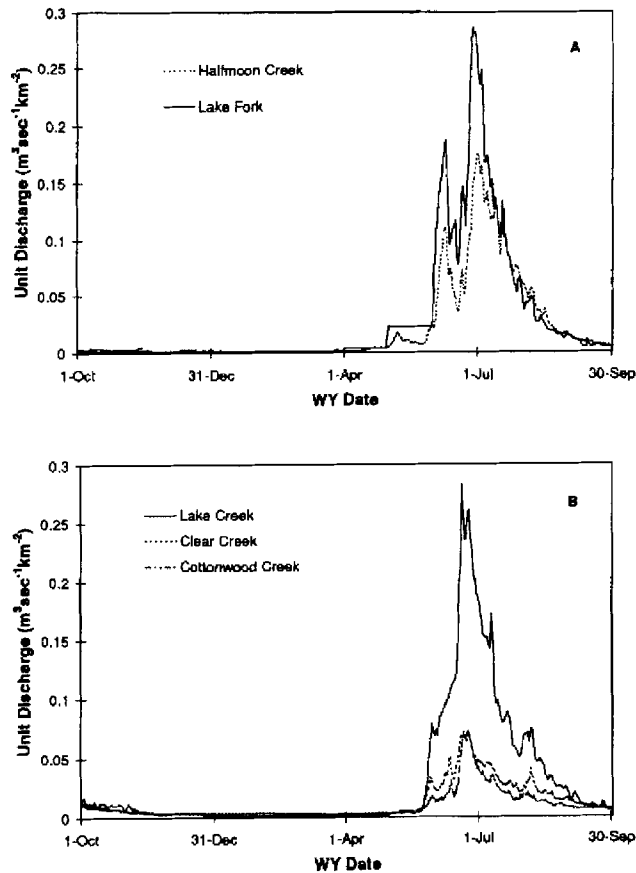 0.3
0.25
0.2
0.15
0.1
0.05
0
Unit Discharge (m³sec⁻¹km⁻²)
A
Halfmoon Creek
Lake Fork
1-Oct
31-Dec
1-Apr
1-Jul
30-Sep
WY Date
0.3
0.25
0.2
0.15
0.1
0.05
0
Unit Discharge (m³sec⁻¹km⁻²)
B
Lake Creek
Clear Creek
Cottonwood Creek
1-Oct
31-Dec
1-Apr
1-Jul
30-Sep
WY Date